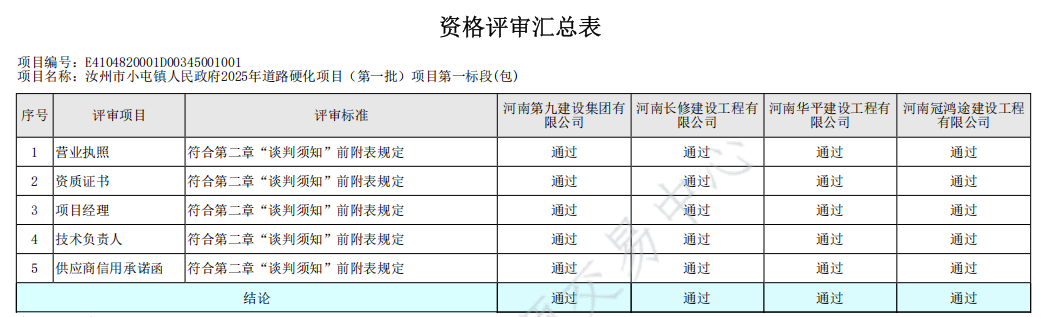 资格评审汇总表
项目编号: E4104820001D00345001001
项目名称: 汝州市小屯镇人民政府2025年道路硬化项目（第一批）项目第一标段(包)
序号 评审项目 评审标准 河南第九建设集团有限公司 河南长修建设工程有限公司 河南华平建设工程有限公司 河南冠鸿途建设工程有限公司
1 营业执照 符合第二章“谈判须知”前附表规定 通过 通过 通过 通过
2 资质证书 符合第二章“谈判须知”前附表规定 通过 通过 通过 通过
3 项目经理 符合第二章“谈判须知”前附表规定 通过 通过 通过 通过
4 技术负责人 符合第二章“谈判须知”前附表规定 通过 通过 通过 通过
5 供应商信用承诺函 符合第二章“谈判须知”前附表规定 通过 通过 通过 通过
结论 通过 通过 通过 通过
交易中心